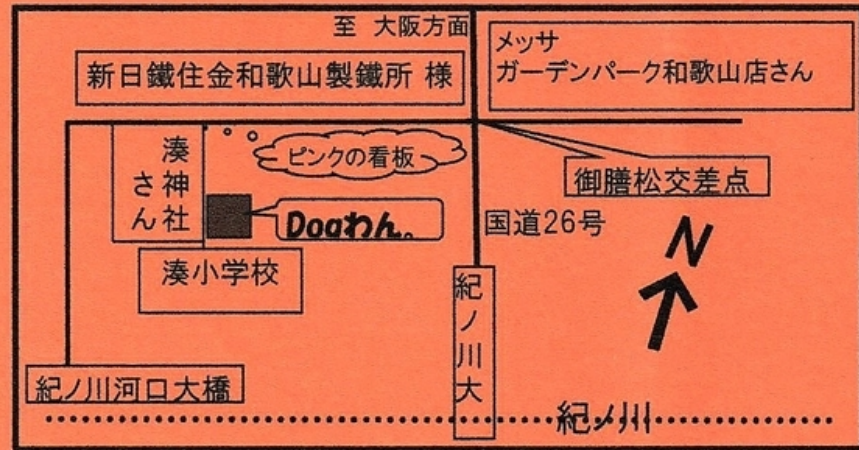 至 大阪方面
新日鐵住金和歌山製鐵所 様
メッサ
ガーデンパーク和歌山店さん
湊神社さん
ピンクの看板
御膳松交差点
Dogわん。
国道26号
N
湊小学校
紀ノ川大
紀ノ川河口大橋
紀ノ川